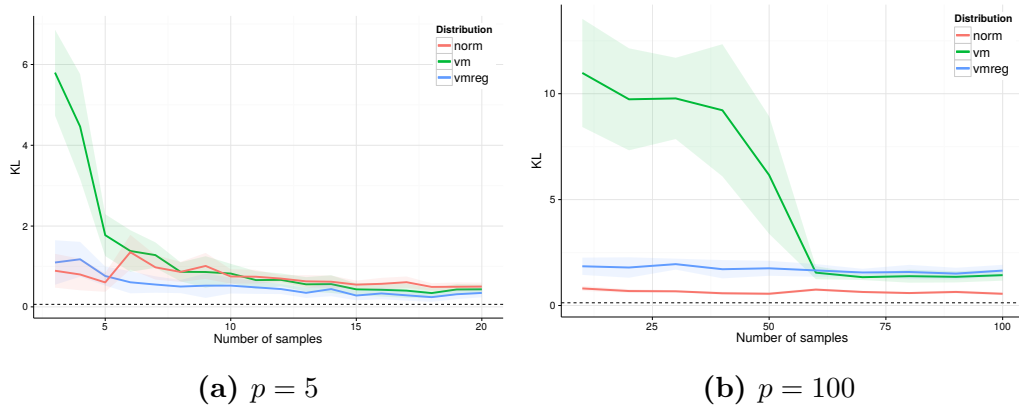 Distribution
norm
vm
vmreg
6
4
2
0
KL
5
10
15
20
Number of samples
(a) p = 5
Distribution
norm
vm
vmreg
10
5
0
KL
25
50
75
100
Number of samples
(b) p = 100